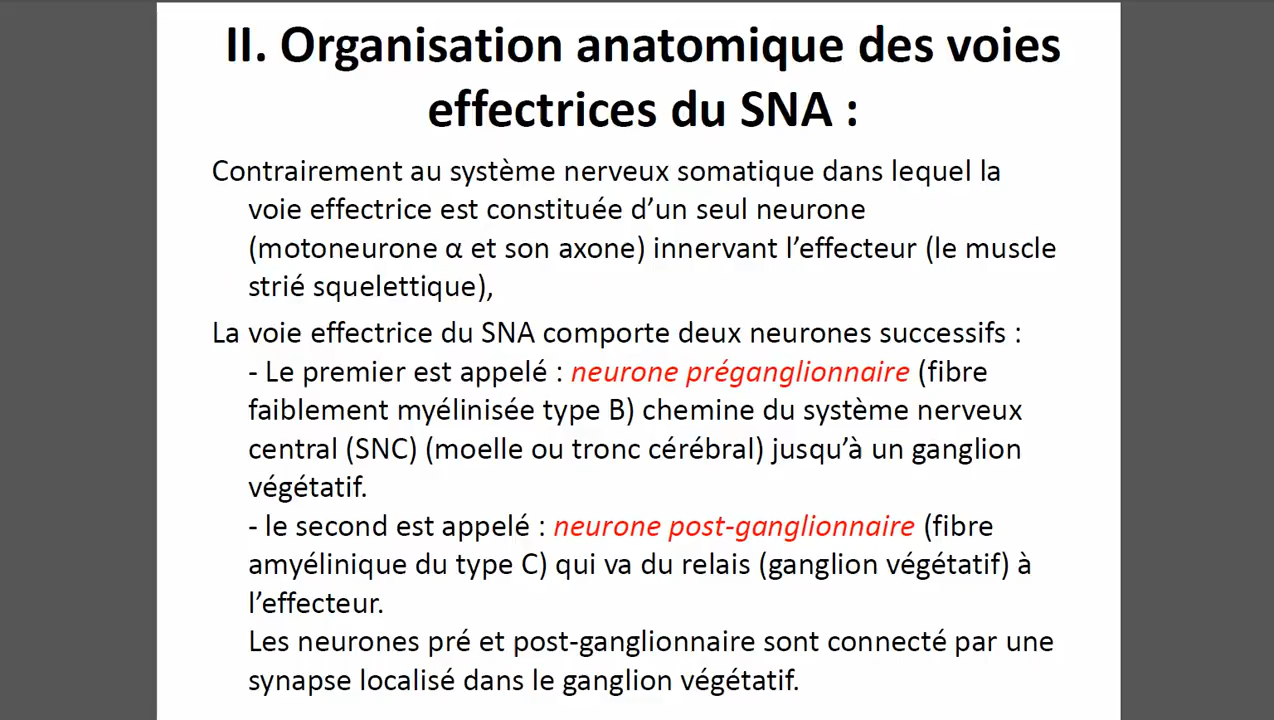 II. Organisation anatomique des voies
effectrices du SNA :
Contrairement au système nerveux somatique dans lequel la
voie effectrice est constituée d’un seul neurone
(motoneurone α et son axone) innervant l’effecteur (le muscle
strié squelettique),
La voie effectrice du SNA comporte deux neurones successifs :
- Le premier est appelé : neurone préganglionnaire (fibre
faiblement myélinisée type B) chemine du système nerveux
central (SNC) (moelle ou tronc cérébral) jusqu’à un ganglion
végétatif.
- le second est appelé : neurone post-ganglionnaire (fibre
amyélinique du type C) qui va du relais (ganglion végétatif) à
l’effecteur.
Les neurones pré et post-ganglionnaire sont connecté par une
synapse localisé dans le ganglion végétatif.